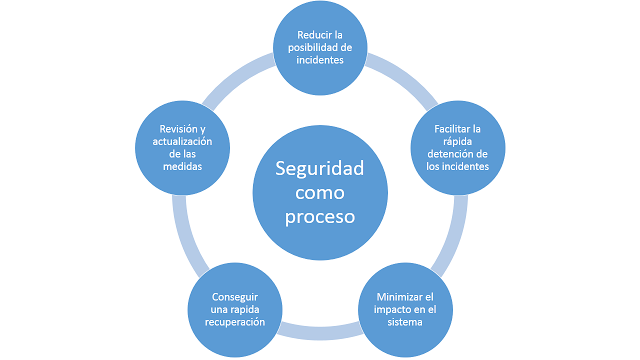 Reducir la
posibilidad de
incidentes
Facilitar la
rápida
detención de
los incidentes
Minimizar el
impacto en el
sistema
Conseguir
una rapida
recuperación
Revisión y
actualización
de las
medidas
Seguridad
como
proceso